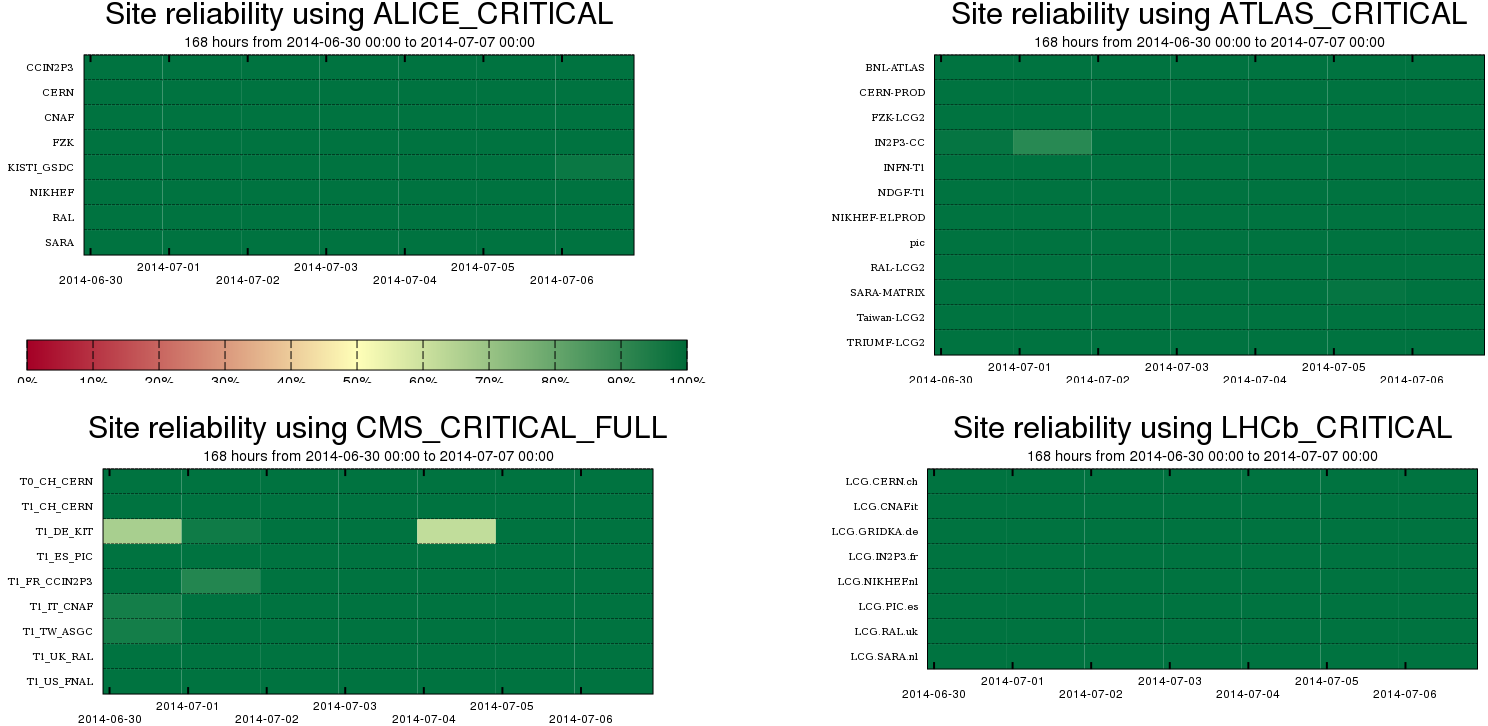 Site reliability using ALICE_CRITICAL
168 hours from 2014-06-30 00:00 to 2014-07-07 00:00
CCIN2P3
CERN
CNAF
FZK
KISTI_GSDC
NIKHEF
RAL
SARA
2014-07-01 2014-07-03 2014-07-05
2014-06-30 2014-07-02 2014-07-04 2014-07-06
0% 10% 20% 30% 40% 50% 60% 70% 80% 90% 100%
Site reliability using ATLAS_CRITICAL
168 hours from 2014-06-30 00:00 to 2014-07-07 00:00
BNL-ATLAS
CERN-PROD
FZK-LCG2
IN2P3-CC
INFN-T1
NDGF-T1
NIKHEF-ELPROD
pic
RAL-LCG2
SARA-MATRIX
Taiwan-LCG2
TRIUMF-LCG2
2014-07-01 2014-07-03 2014-07-05
2014-06-30 2014-07-02 2014-07-04 2014-07-06
Site reliability using CMS_CRITICAL_FULL
168 hours from 2014-06-30 00:00 to 2014-07-07 00:00
T0_CH_CERN
T1_CH_CERN
T1_DE_KIT
T1_ES_PIC
T1_FR_CCIN2P3
T1_IT_CNAF
T1_TW_ASGC
T1_UK_RAL
T1_US_FNAL
2014-07-01 2014-07-03 2014-07-05
2014-06-30 2014-07-02 2014-07-04 2014-07-06
Site reliability using LHCb_CRITICAL
168 hours from 2014-06-30 00:00 to 2014-07-07 00:00
LCG.CERN.ch
LCG.CNAF.it
LCG.GRIDKA.de
LCG.IN2P3.fr
LCG.NIKHEF.nl
LCG.PIC.es
LCG.RAL.uk
LCG.SARA.nl
2014-07-01 2014-07-03 2014-07-05
2014-06-30 2014-07-02 2014-07-04 2014-07-06